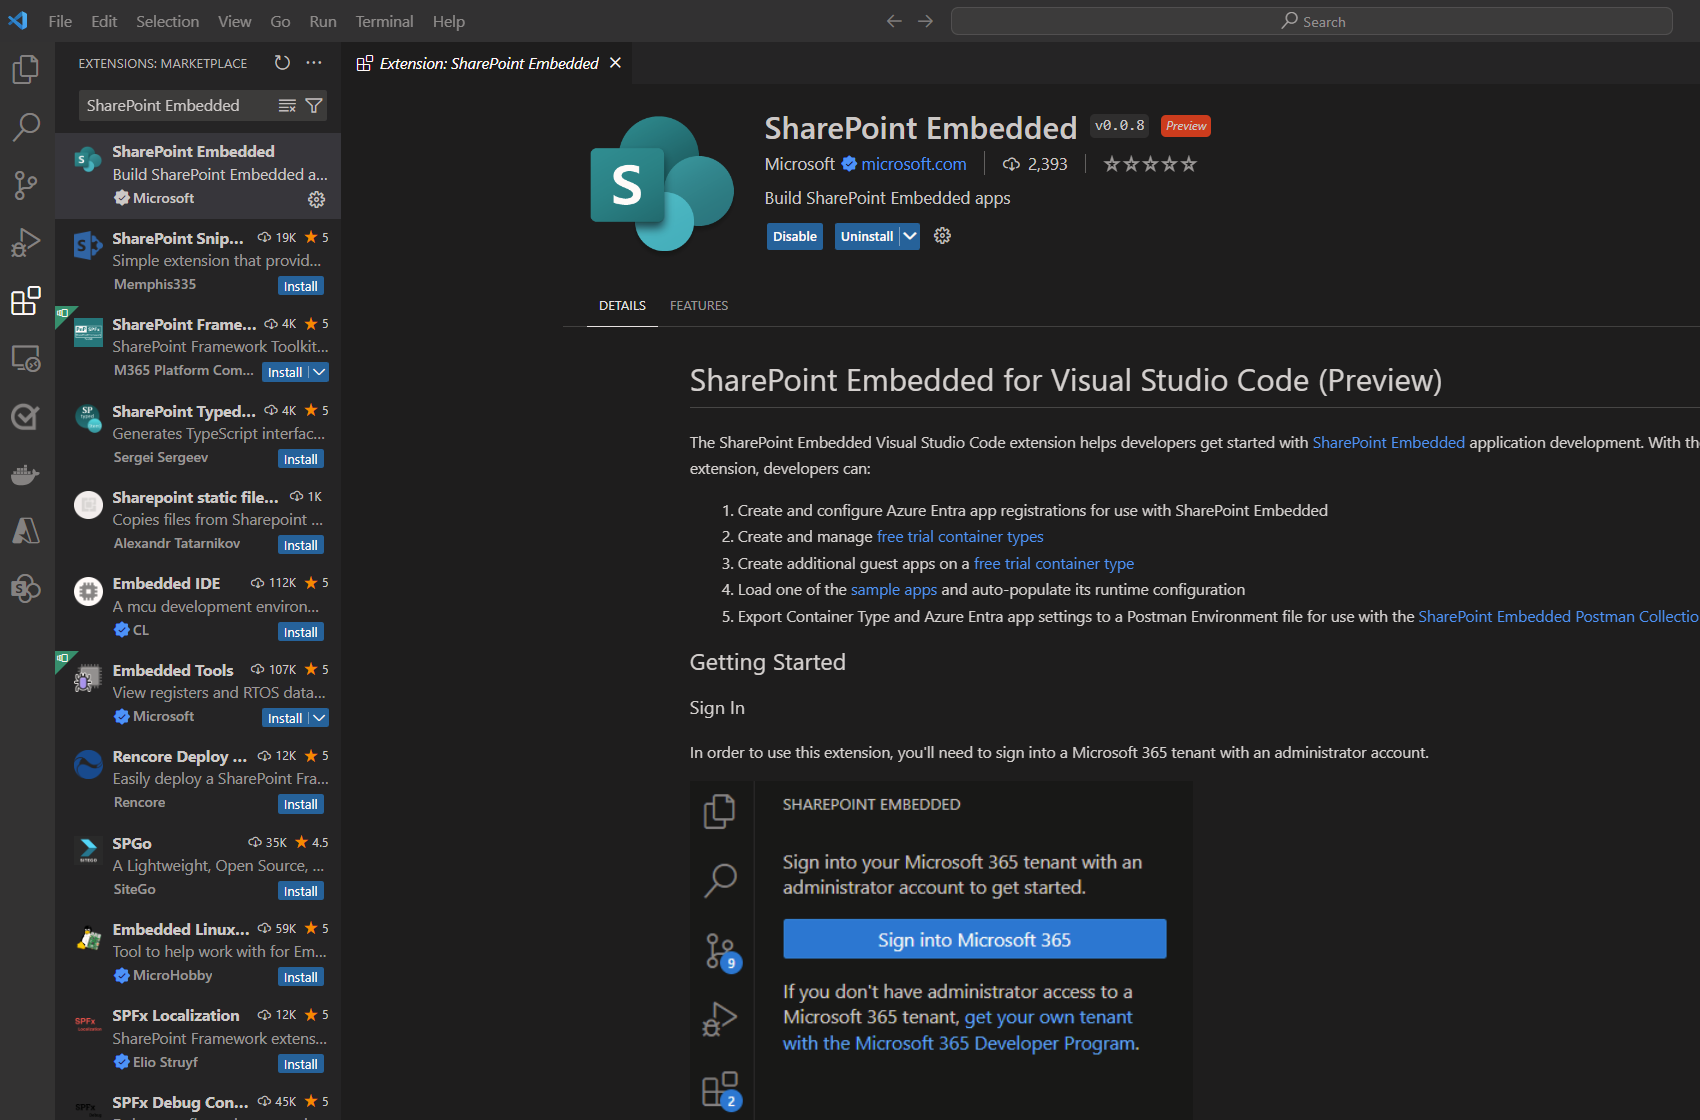 File Edit Selection View Go Run Terminal Help
Search
EXTENSIONS: MARKETPLACE
Extension: SharePoint Embedded
SharePoint Embedded
SharePoint Embedded
Build SharePoint Embedded a...
Microsoft
SharePoint Snip... 19K 5
Simple extension that provid...
Memphis335 Install
SharePoint Frame... 4K 5
SharePoint Framework Toolkit...
M365 Platform Com... Install
SharePoint Typed... 4K 5
Generates TypeScript interfac...
Sergei Sergeev Install
Sharepoint static file... 1K
Copies files from Sharepoint ...
Alexandr Tatarnikov Install
Embedded IDE 112K 5
A mcu development environ...
CL Install
Embedded Tools 107K 5
View registers and RTOS data...
Microsoft Install
Rencore Deploy ... 12K 5
Easily deploy a SharePoint Fra...
Rencore Install
SPGo 35K 4.5
A Lightweight, Open Source, ...
SiteGo Install
Embedded Linux... 59K 5
Tool to help work with for Em...
MicroHobby Install
SPFx Localization 12K 5
SharePoint Framework extens...
Elio Struyf Install
SPFx Debug Con... 45K 5
S
SharePoint Embedded v0.0.8 Preview
Microsoft microsoft.com 2,393
Build SharePoint Embedded apps
Disable Uninstall
DETAILS FEATURES
SharePoint Embedded for Visual Studio Code (Preview)
The SharePoint Embedded Visual Studio Code extension helps developers get started with SharePoint Embedded application development. With the
extension, developers can:
1. Create and configure Azure Entra app registrations for use with SharePoint Embedded
2. Create and manage free trial container types
3. Create additional guest apps on a free trial container type
4. Load one of the sample apps and auto-populate its runtime configuration
5. Export Container Type and Azure Entra app settings to a Postman Environment file for use with the SharePoint Embedded Postman Collectio
Getting Started
Sign In
In order to use this extension, you'll need to sign into a Microsoft 365 tenant with an administrator account.
SHAREPOINT EMBEDDED
Sign into your Microsoft 365 tenant with an
administrator account to get started.
Sign into Microsoft 365
9
If you don't have administrator access to a
Microsoft 365 tenant, get your own tenant
with the Microsoft 365 Developer Program.
2